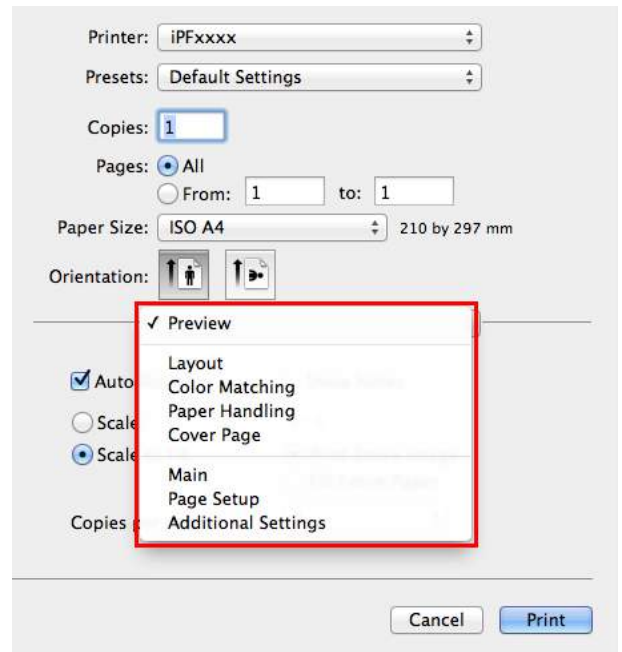 Printer: iPFxxxx
Presets: Default Settings
Copies: 1
Pages: All
From: 1 to: 1
Paper Size: ISO A4 210 by 297 mm
Orientation:
✓ Preview
Layout
Auto
Color Matching
Paper Handling
Scale
Cover Page
Scale
Main
Page Setup
Copies
Additional Settings
Cancel Print